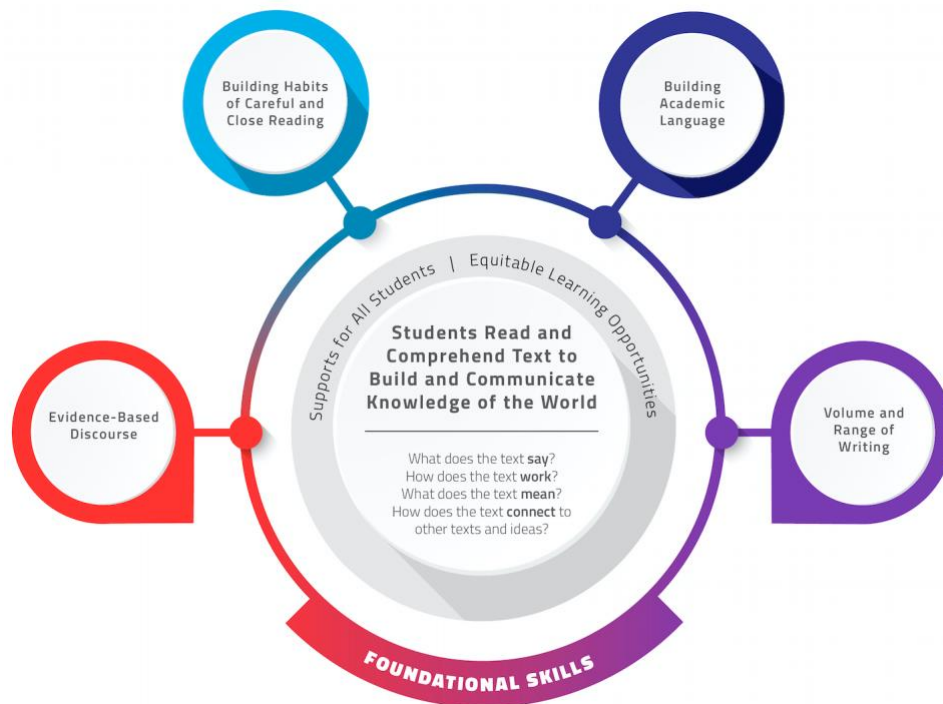 Building Habits
of Careful and
Close Reading
Building
Academic
Language
Supports for All Students | Equitable Learning Opportunities
Students Read and
Comprehend Text to
Build and Communicate
Knowledge of the World
What does the text say?
How does the text work?
What does the text mean?
How does the text connect to
other texts and ideas?
Evidence-Based
Discourse
Volume and
Range of
Writing
FOUNDATIONAL SKILLS